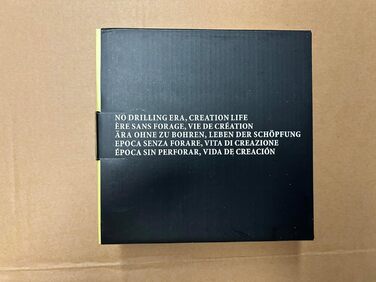 NO DRILLING ERA, CREATION LIFE
ÈRE SANS FORAGE, VIE DE CRÉATION
ÄRA OHNE ZU BOHREN, LEBEN DER SCHÖPFUNG
EPOCA SENZA FORARE, VITA DI CREAZIONE
ÉPOCA SIN PERFORAR, VIDA DE CREACIÓN